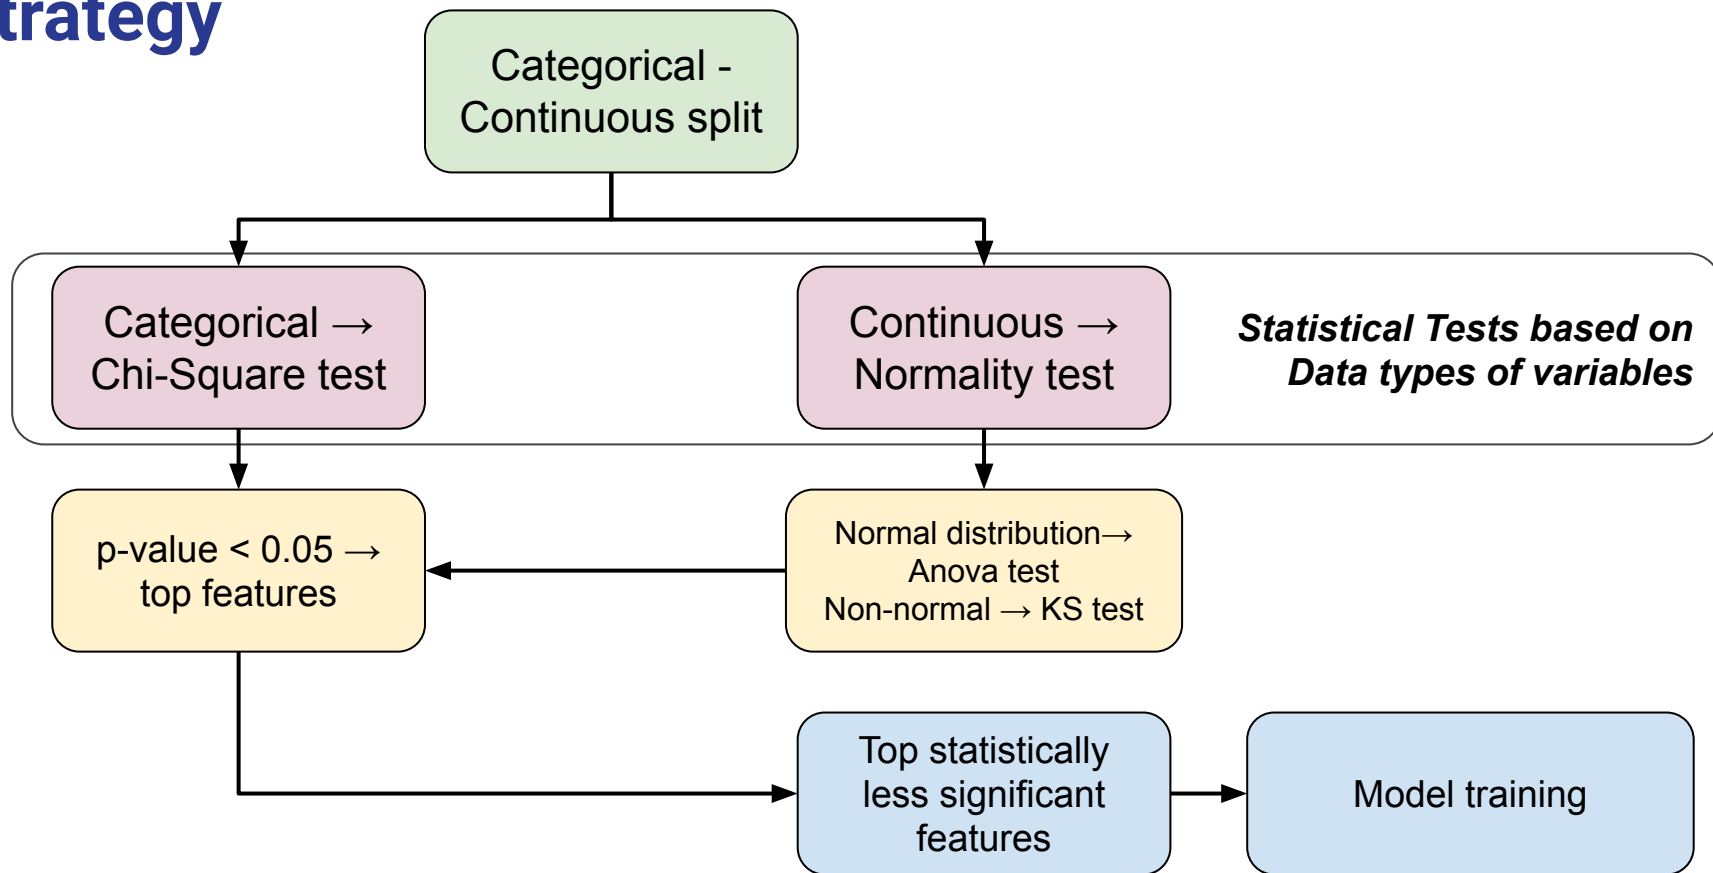 trategy
Categorical -
Continuous split
Categorical →
Chi-Square test
Continuous →
Normality test
Statistical Tests based on
Data types of variables
p-value < 0.05 →
top features
Normal distribution→
Anova test
Non-normal → KS test
Top statistically
less significant
features
Model training